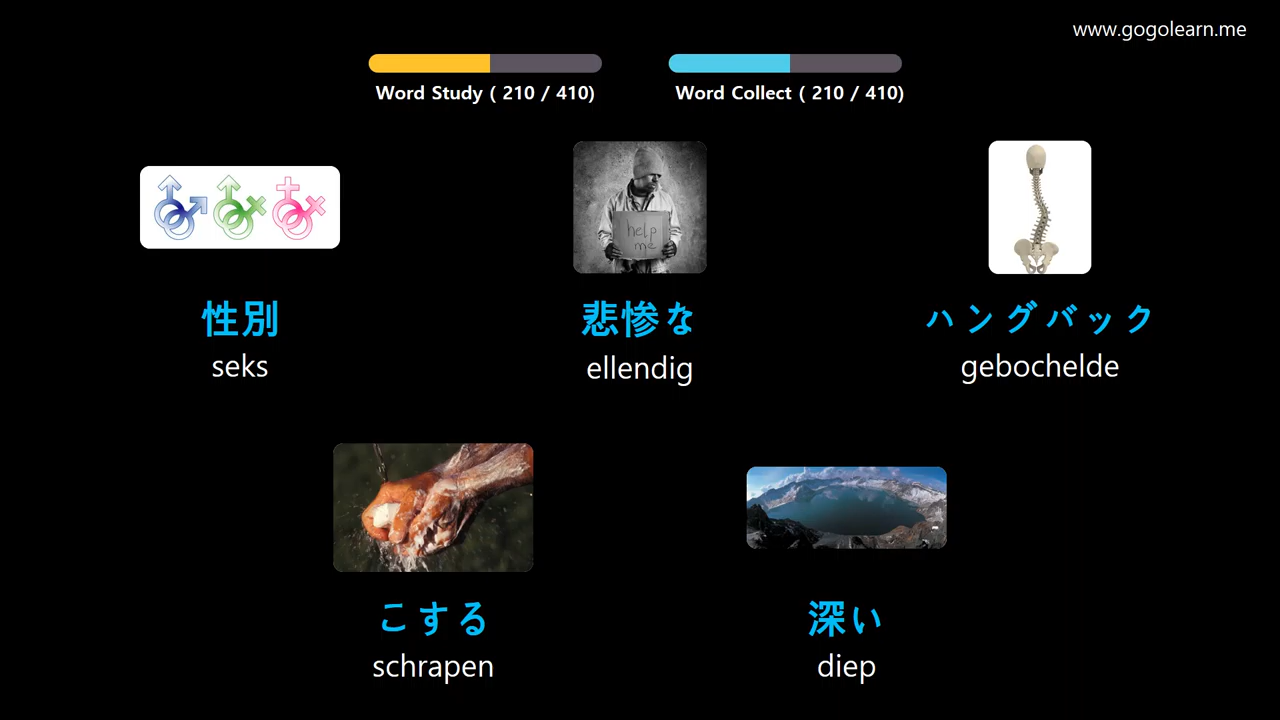 www.gogolearn.me
Word Study ( 210 / 410)
Word Collect ( 210 / 410)
性別
seks
悲惨な
ellendig
help
me
ハングバック
gebochelde
こする
schrapen
深い
diep